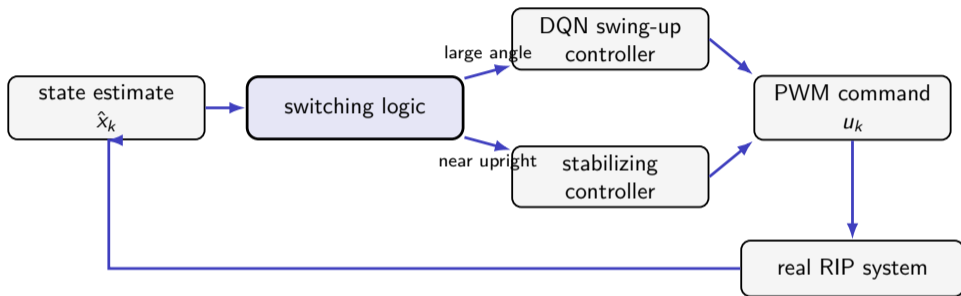 state estimate
x̂ₖ
switching logic
large angle
near upright
DQN swing-up
controller
stabilizing
controller
PWM command
uₖ
real RIP system